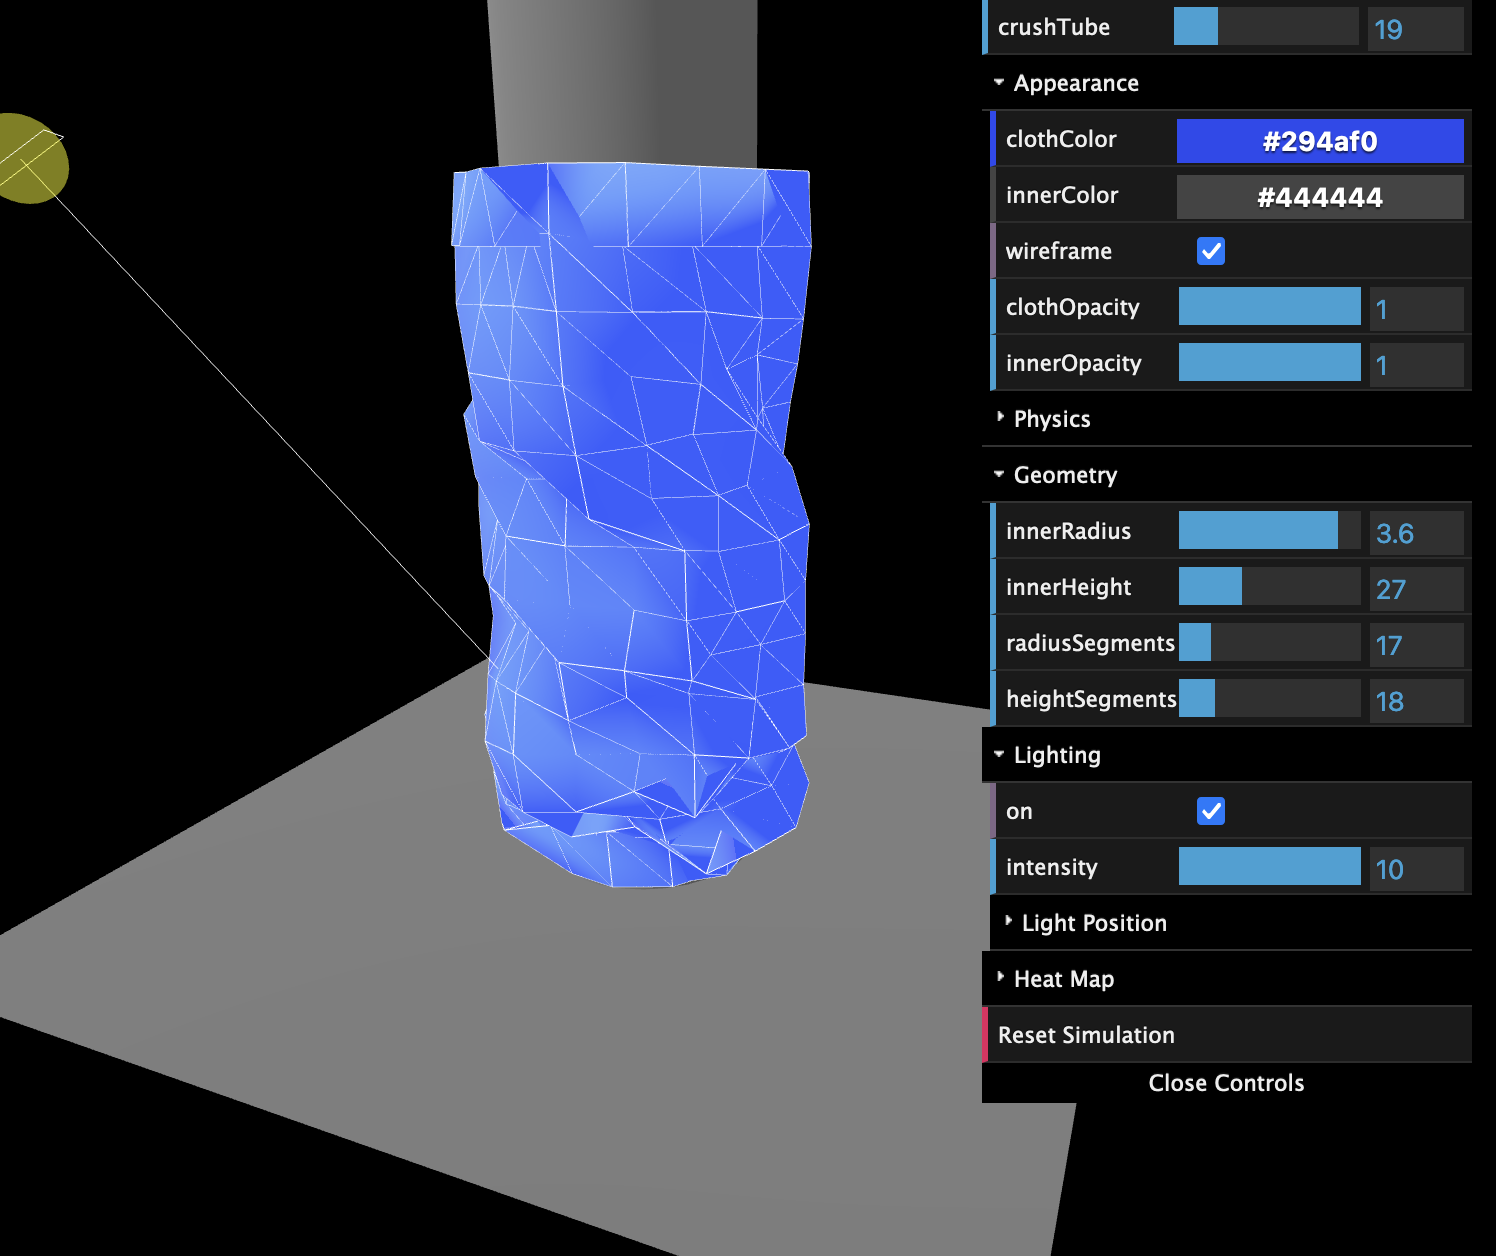 crushTube 19
Appearance
clothColor #294af0
innerColor #444444
wireframe
clothOpacity 1
innerOpacity 1
Physics
Geometry
innerRadius 3.6
innerHeight 27
radiusSegments 17
heightSegments 18
Lighting
on
intensity 10
Light Position
Heat Map
Reset Simulation
Close Controls